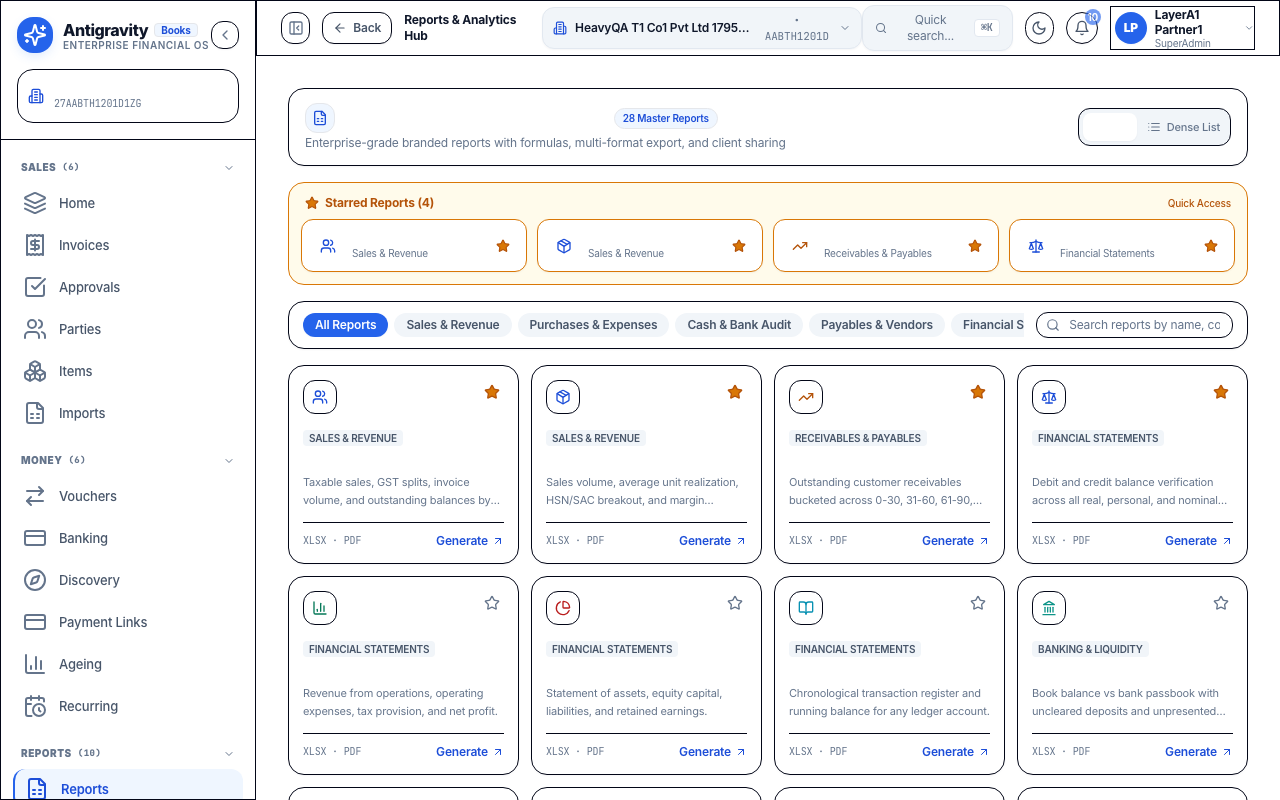 Antigravity Books
ENTERPRISE FINANCIAL OS
27AABTH1201D1ZG
SALES (6)
Home
Invoices
Approvals
Parties
Items
Imports
MONEY (6)
Vouchers
Banking
Discovery
Payment Links
Ageing
Recurring
REPORTS (10)
Reports
Back
Reports & Analytics
Hub
HeavyQA T1 Co1 Pvt Ltd 1795...
• AABTH1201D
Quick
search...
⌘K
LP
LayerA1
Partner1
SuperAdmin
28 Master Reports
Enterprise-grade branded reports with formulas, multi-format export, and client sharing
Dense List
Starred Reports (4)
Quick Access
Sales & Revenue
Sales & Revenue
Receivables & Payables
Financial Statements
All Reports
Sales & Revenue
Purchases & Expenses
Cash & Bank Audit
Payables & Vendors
Financial S
Search reports by name, co
SALES & REVENUE
Taxable sales, GST splits, invoice
volume, and outstanding balances by...
XLSX · PDF
Generate
SALES & REVENUE
Sales volume, average unit realization,
HSN/SAC breakout, and margin...
XLSX · PDF
Generate
RECEIVABLES & PAYABLES
Outstanding customer receivables
bucketed across 0-30, 31-60, 61-90,...
XLSX · PDF
Generate
FINANCIAL STATEMENTS
Debit and credit balance verification
across all real, personal, and nominal...
XLSX · PDF
Generate
FINANCIAL STATEMENTS
Revenue from operations, operating
expenses, tax provision, and net profit.
XLSX · PDF
Generate
FINANCIAL STATEMENTS
Statement of assets, equity capital,
liabilities, and retained earnings.
XLSX · PDF
Generate
FINANCIAL STATEMENTS
Chronological transaction register and
running balance for any ledger account.
XLSX · PDF
Generate
BANKING & LIQUIDITY
Book balance vs bank passbook with
uncleared deposits and unpresented...
XLSX · PDF
Generate